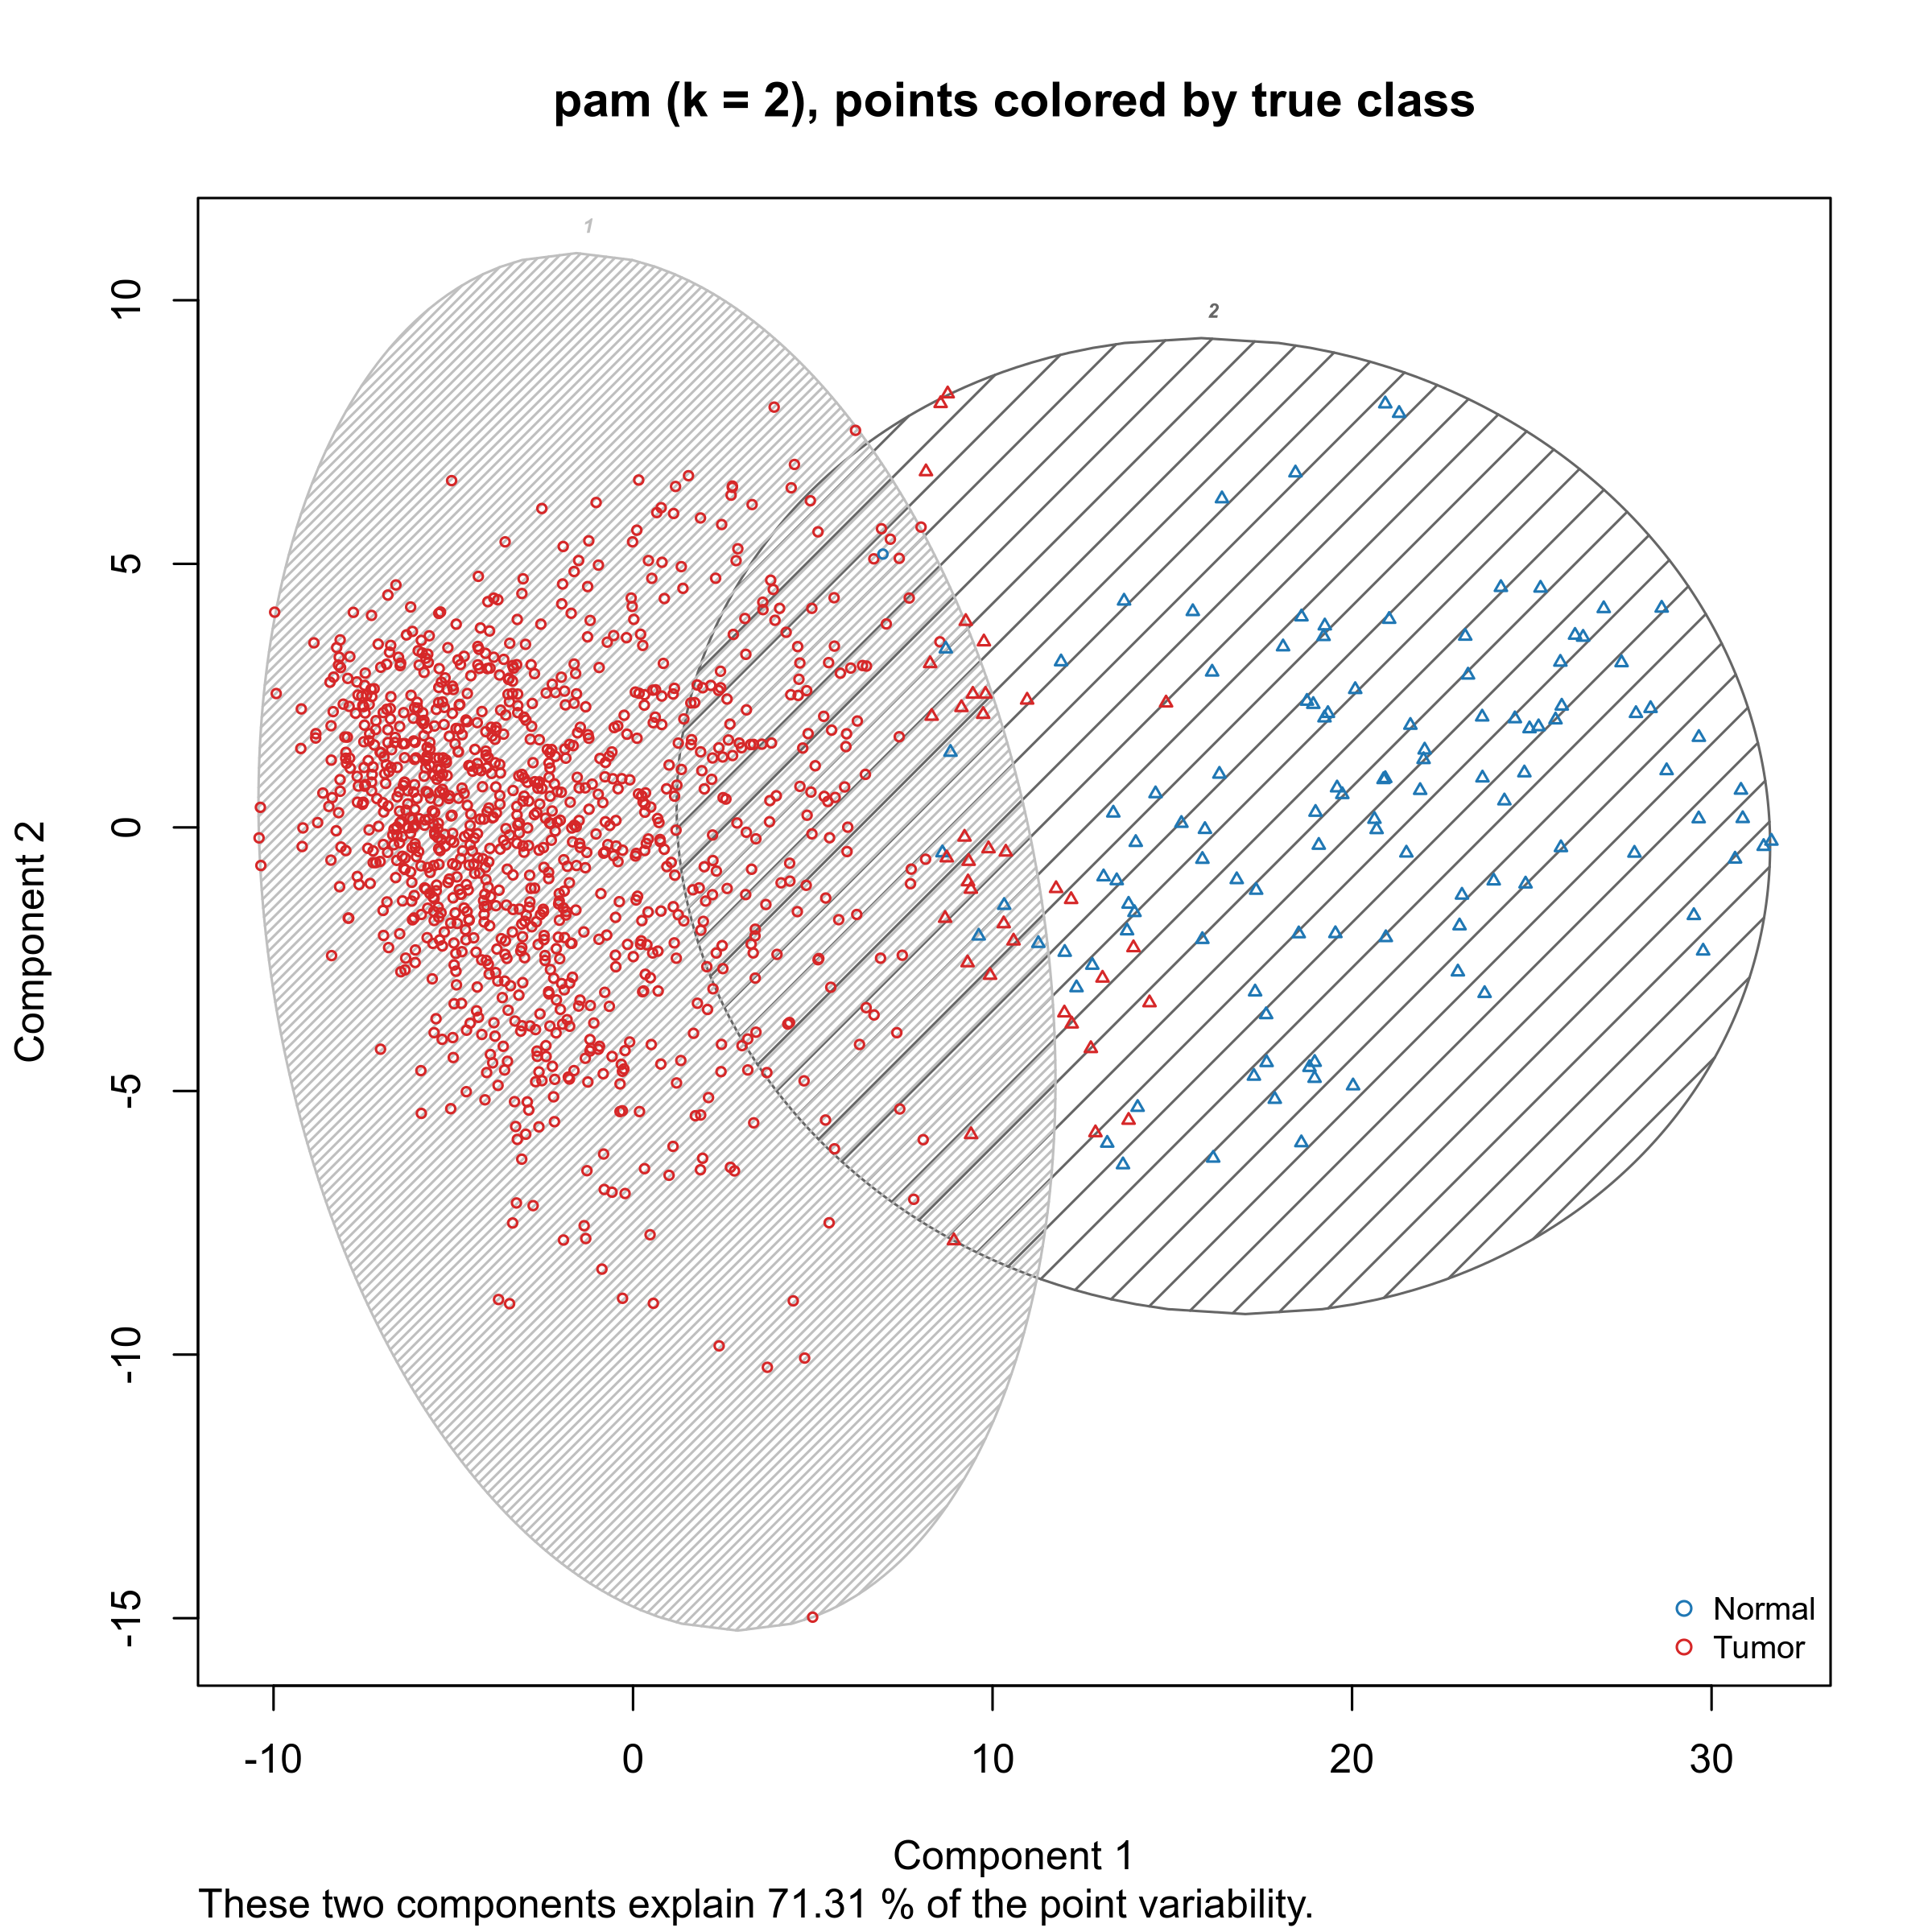 pam (k = 2), points colored by true class
1
2
10
5
0
-5
-10
-15
Component 2
Normal
Tumor
-10 0 10 20 30
Component 1
These two components explain 71.31 % of the point variability.